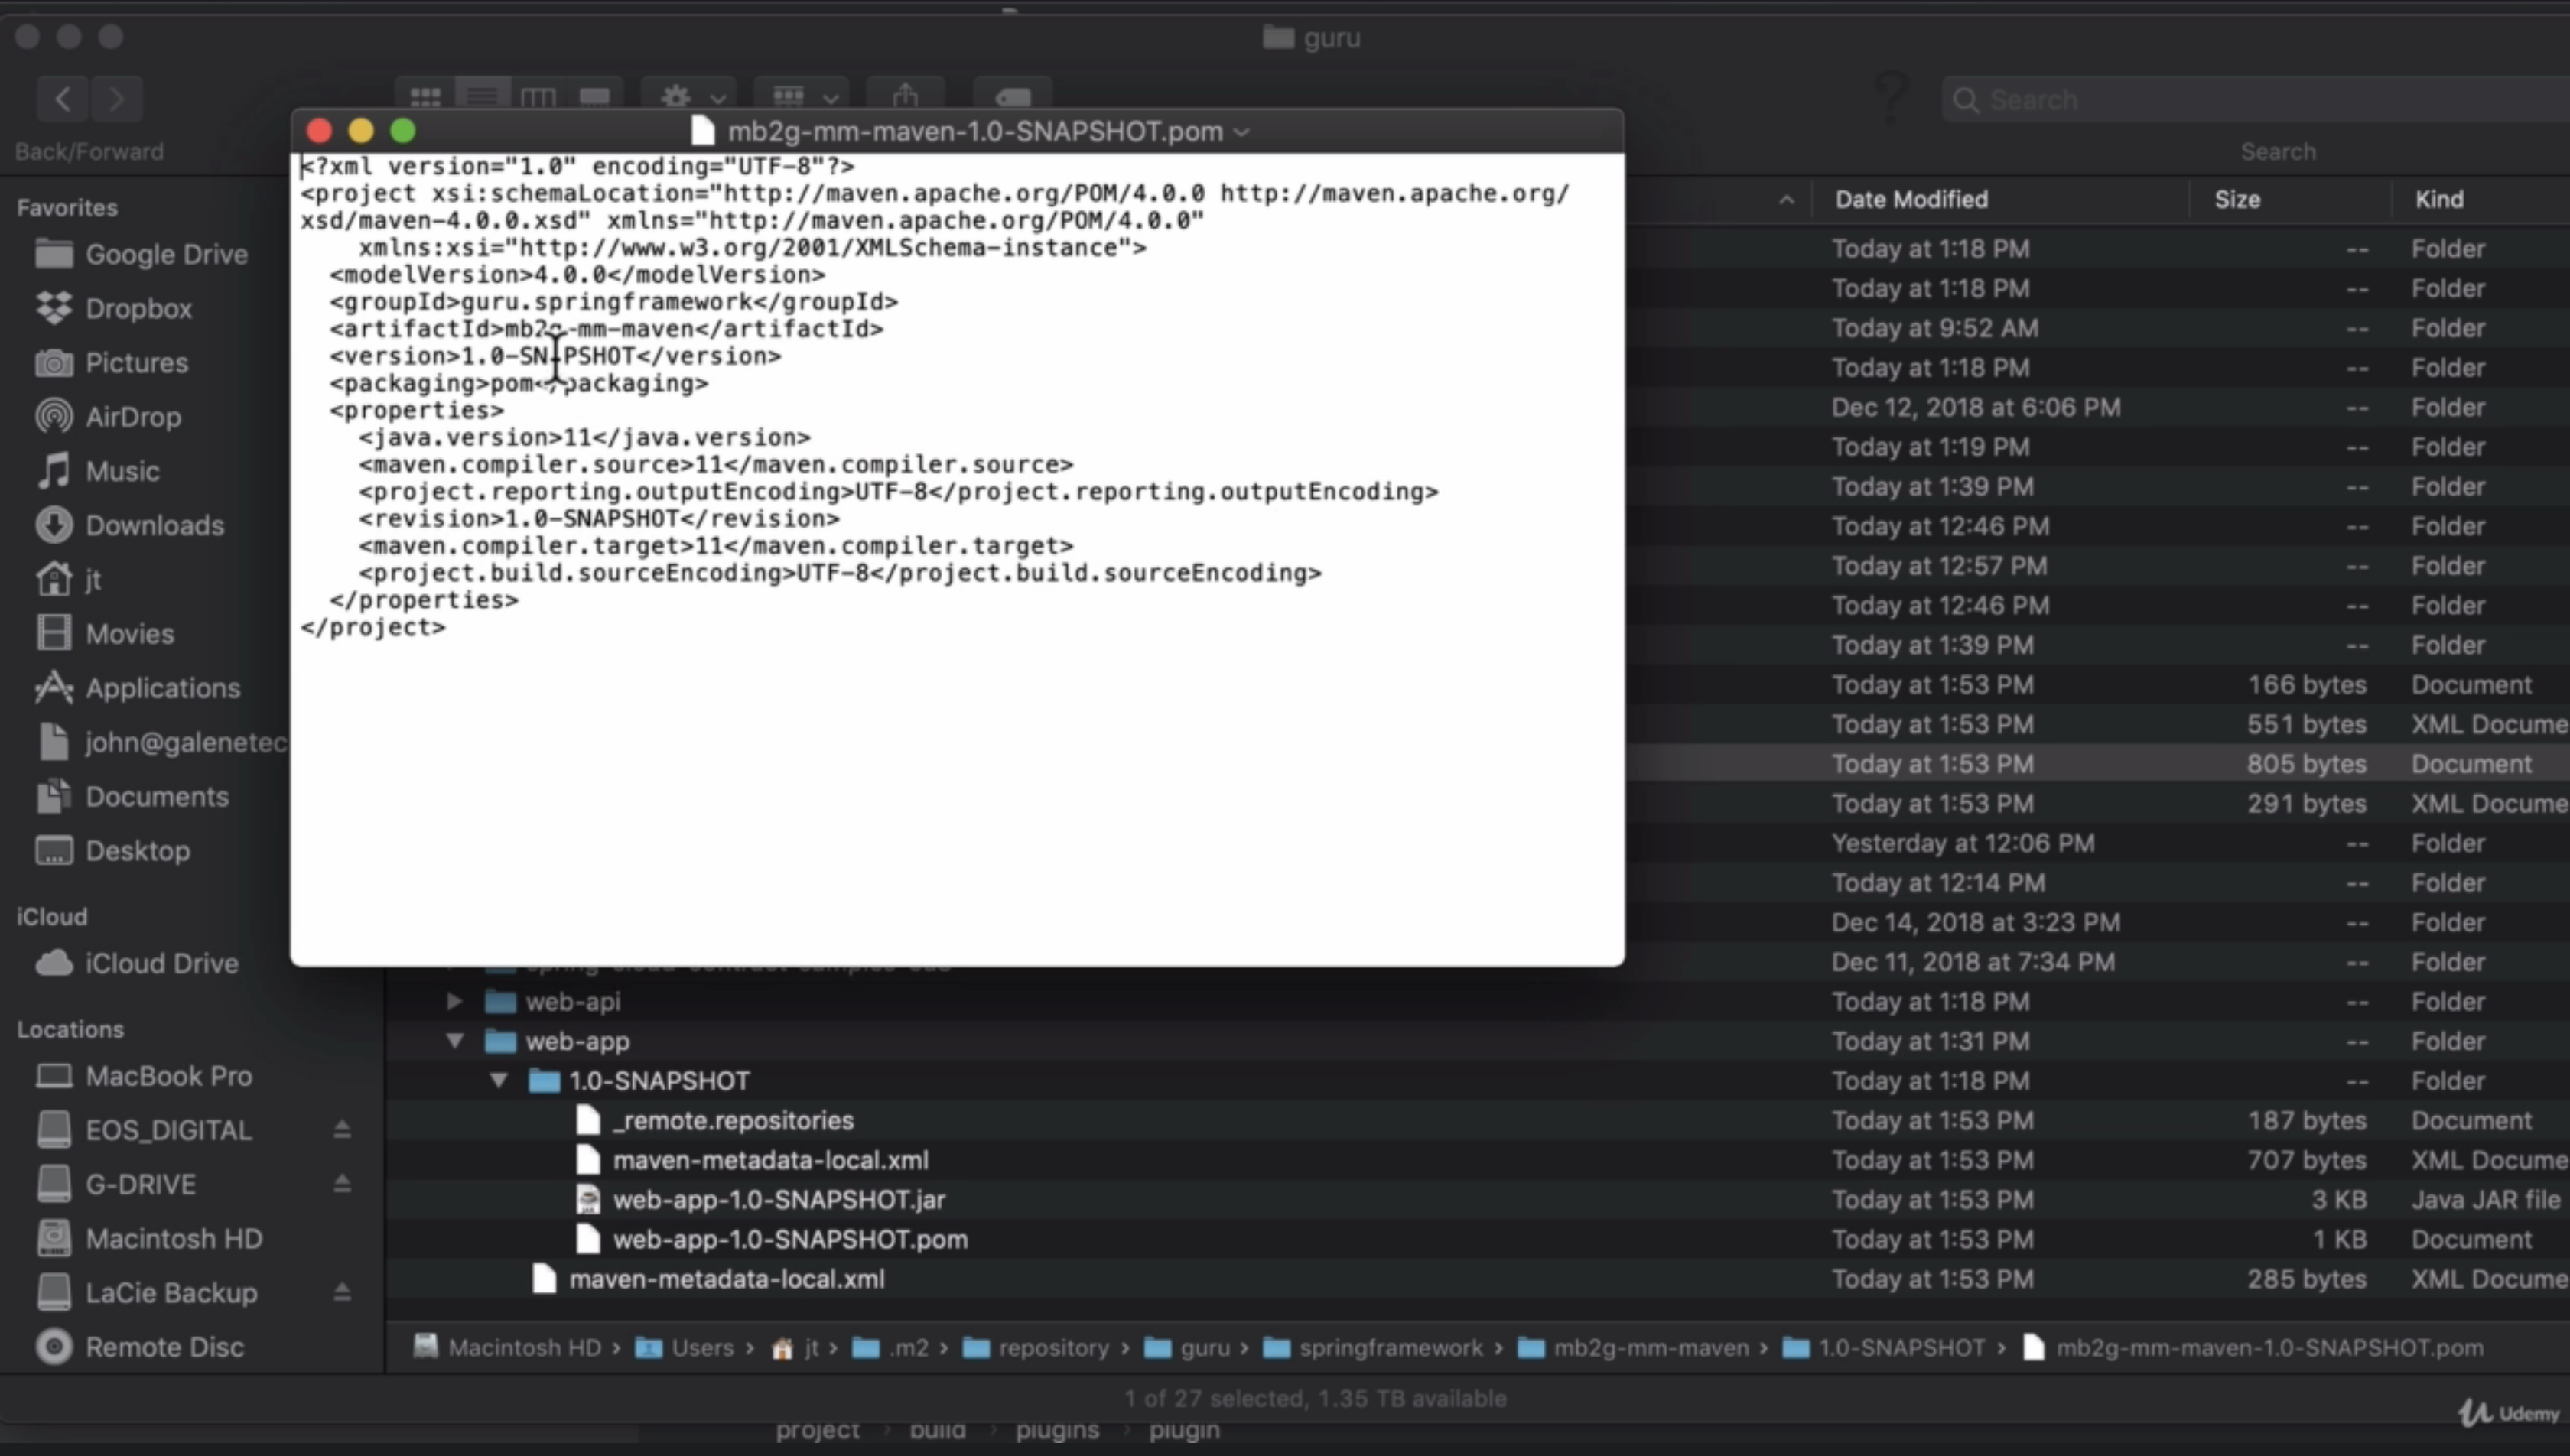 guru
Search
Back/Forward
Search
mb2g-mm-maven-1.0-SNAPSHOT.pom
<?xml version="1.0" encoding="UTF-8"?>
<project xsi:schemaLocation="http://maven.apache.org/POM/4.0.0 http://maven.apache.org/
xsd/maven-4.0.0.xsd" xmlns="http://maven.apache.org/POM/4.0.0"
xmlns:xsi="http://www.w3.org/2001/XMLSchema-instance">
<modelVersion>4.0.0</modelVersion>
<groupId>guru.springframework</groupId>
<artifactId>mb2g-mm-maven</artifactId>
<version>1.0-SNAPSHOT</version>
<packaging>pom</packaging>
<properties>
<java.version>11</java.version>
<maven.compiler.source>11</maven.compiler.source>
<project.reporting.outputEncoding>UTF-8</project.reporting.outputEncoding>
<revision>1.0-SNAPSHOT</revision>
<maven.compiler.target>11</maven.compiler.target>
<project.build.sourceEncoding>UTF-8</project.build.sourceEncoding>
</properties>
</project>
Favorites
Google Drive
Dropbox
Pictures
AirDrop
Music
Downloads
jt
Movies
Applications
john@galenetec
Documents
Desktop
iCloud
iCloud Drive
Locations
MacBook Pro
EOS_DIGITAL
G-DRIVE
Macintosh HD
LaCie Backup
Remote Disc
Date Modified Size Kind
Today at 1:18 PM -- Folder
Today at 1:18 PM -- Folder
Today at 9:52 AM -- Folder
Today at 1:18 PM -- Folder
Dec 12, 2018 at 6:06 PM -- Folder
Today at 1:19 PM -- Folder
Today at 1:39 PM -- Folder
Today at 12:46 PM -- Folder
Today at 12:57 PM -- Folder
Today at 12:46 PM -- Folder
Today at 1:39 PM -- Folder
Today at 1:53 PM 166 bytes Document
Today at 1:53 PM 551 bytes XML Docume
Today at 1:53 PM 805 bytes Document
Today at 1:53 PM 291 bytes XML Docume
Yesterday at 12:06 PM -- Folder
Today at 12:14 PM -- Folder
Dec 14, 2018 at 3:23 PM -- Folder
Dec 11, 2018 at 7:34 PM -- Folder
web-api Today at 1:18 PM -- Folder
web-app Today at 1:31 PM -- Folder
1.0-SNAPSHOT Today at 1:18 PM -- Folder
_remote.repositories Today at 1:53 PM 187 bytes Document
maven-metadata-local.xml Today at 1:53 PM 707 bytes XML Docume
web-app-1.0-SNAPSHOT.jar Today at 1:53 PM 3 KB Java JAR file
web-app-1.0-SNAPSHOT.pom Today at 1:53 PM 1 KB Document
maven-metadata-local.xml Today at 1:53 PM 285 bytes XML Docume
Macintosh HD › Users › jt › .m2 › repository › guru › springframework › mb2g-mm-maven › 1.0-SNAPSHOT › mb2g-mm-maven-1.0-SNAPSHOT.pom
1 of 27 selected, 1.35 TB available
project › build › plugins › plugin
Udemy